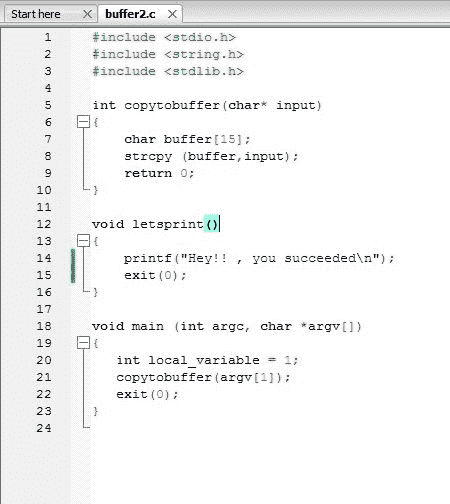 Start here × buffer2.c ×
1 #include <stdio.h>
2 #include <string.h>
3 #include <stdlib.h>
4
5 int copytobuffer(char* input)
6 {
7 char buffer[15];
8 strcpy (buffer,input);
9 return 0;
10 }
11
12 void letsprint()
13 {
14 printf("Hey!! , you succeeded\n");
15 exit(0);
16 }
17
18 void main (int argc, char *argv[])
19 {
20 int local_variable = 1;
21 copytobuffer(argv[1]);
22 exit(0);
23 }
24